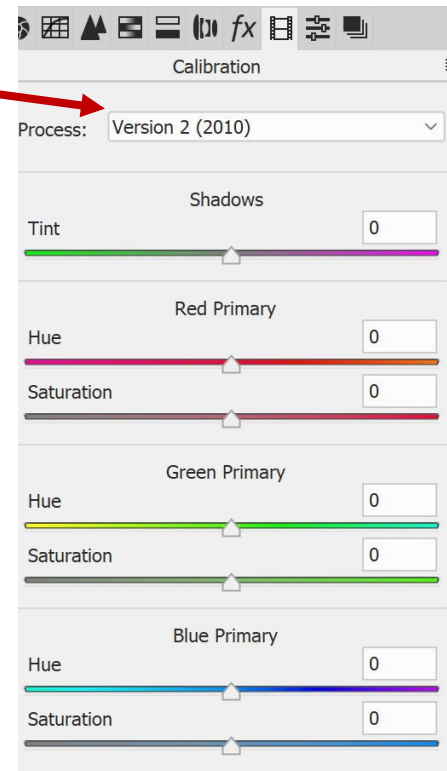 fx
Calibration
Process: Version 2 (2010)
Shadows
Tint 0
Red Primary
Hue 0
Saturation 0
Green Primary
Hue 0
Saturation 0
Blue Primary
Hue 0
Saturation 0